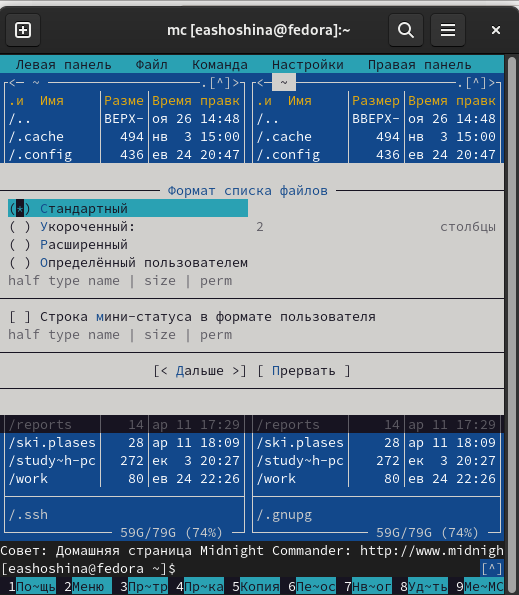 mc [eashoshina@fedora]:~
Левая панель Файл Команда Настройки Правая панель
<─ ~ .[^]> <─ ~ .[^]>
.и Имя Разме Время правк .и Имя Размер Время правк
/.. ВЕРХ- оя 26 14:48 /.. ВВЕРХ- оя 26 14:48
/.cache 494 нв 3 15:00 /.cache 494 нв 3 15:00
/.config 436 ев 24 20:47 /.config 436 ев 24 20:47
Формат списка файлов
(*) Стандартный
( ) Укороченный: 2 столбцы
( ) Расширенный
( ) Определённый пользователем
half type name | size | perm
[ ] Строка мини-статуса в формате пользователя
half type name | size | perm
[< Дальше >] [ Прервать ]
/reports 14 ар 11 17:29 /reports 14 ар 11 17:29
/ski.plases 28 ар 11 18:09 /ski.plases 28 ар 11 18:09
/study~h-pc 272 ек 3 20:27 /study~h-pc 272 ек 3 20:27
/work 80 ев 24 22:26 /work 80 ев 24 22:26
/.ssh /.gnupg
59G/79G (74%) 59G/79G (74%)
Совет: Домашняя страница Midnight Commander: http://www.midnigh
[eashoshina@fedora ~]$ [^]
1По~щь 2Меню 3Пр~тр 4Пр~ка 5Копия 6Пе~ос 7Нв~ог 8Уд~ть 9Ме~МС